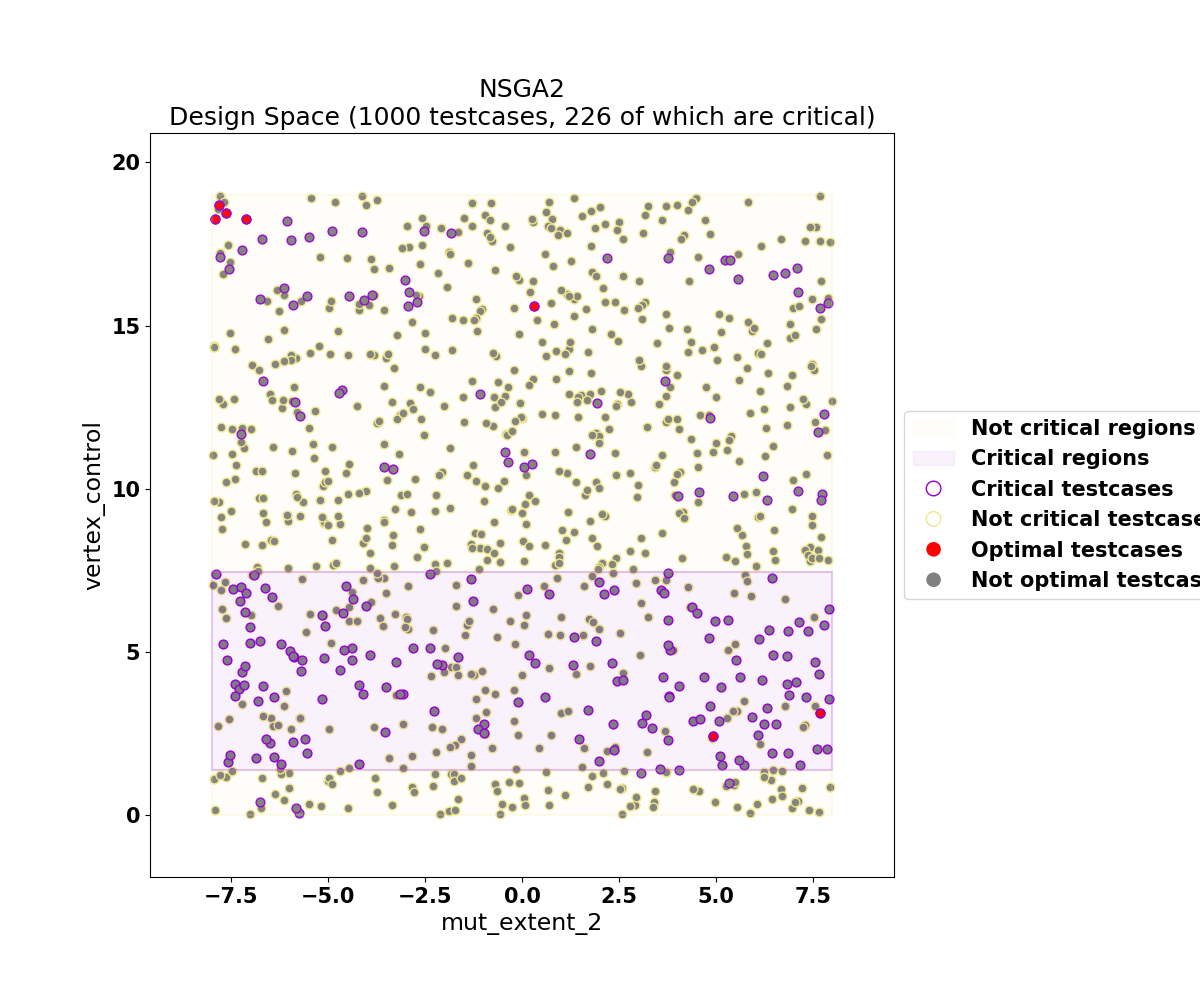 NSGA2
Design Space (1000 testcases, 226 of which are critical)
20
15
10
5
0
vertex_control
−7.5 −5.0 −2.5 0.0 2.5 5.0 7.5
mut_extent_2
Not critical regions
Critical regions
Critical testcases
Not critical testcase
Optimal testcases
Not optimal testcas